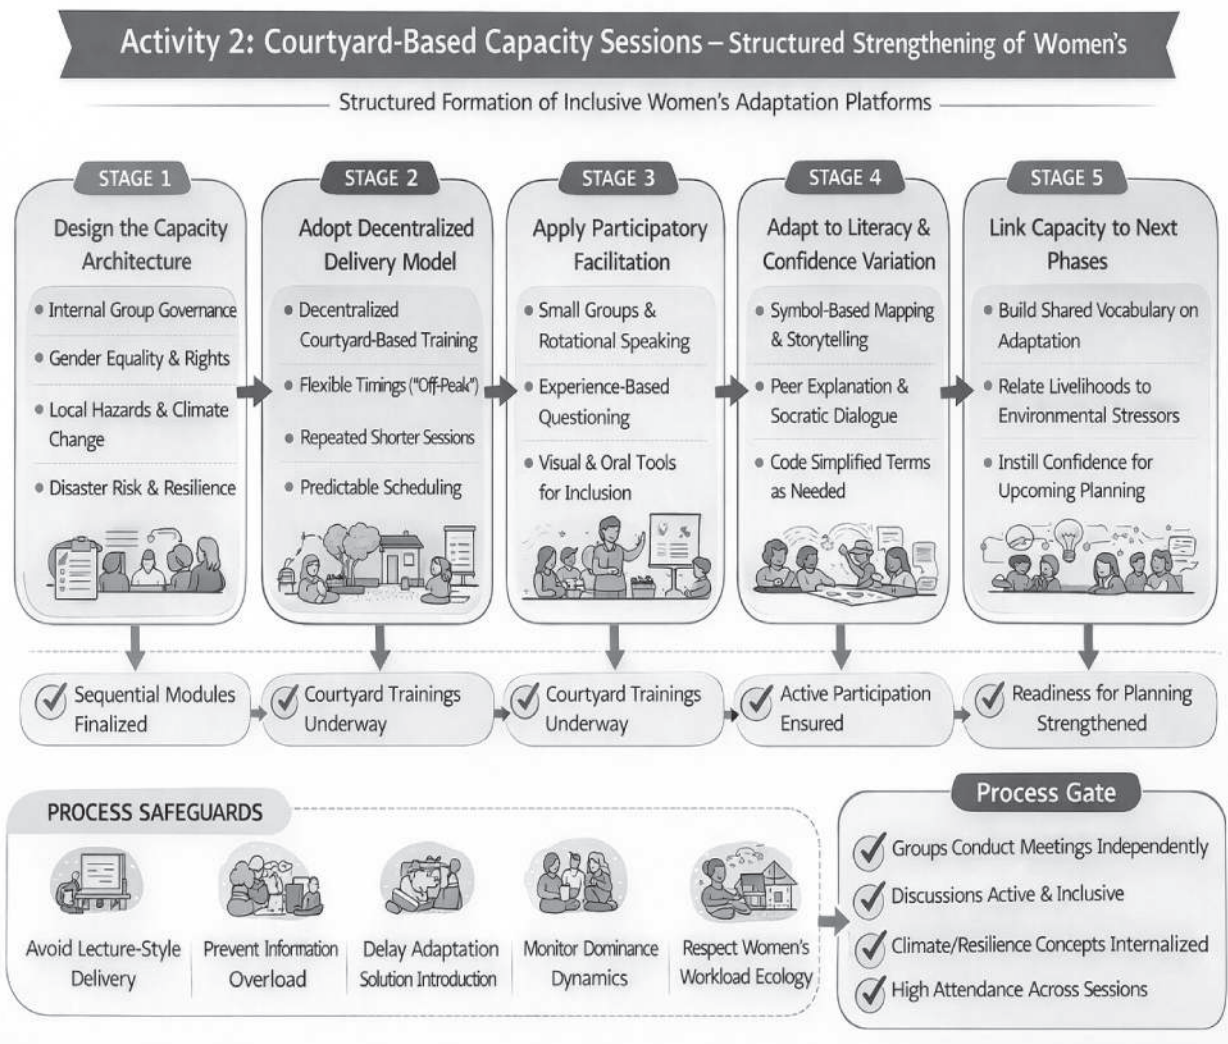 Activity 2: Courtyard-Based Capacity Sessions – Structured Strengthening of Women's
Structured Formation of Inclusive Women's Adaptation Platforms
STAGE 1
Design the Capacity
Architecture
• Internal Group Governance
• Gender Equality & Rights
• Local Hazards & Climate
Change
• Disaster Risk & Resilience
STAGE 2
Adopt Decentralized
Delivery Model
• Decentralized
Courtyard-Based Training
• Flexible Timings ("Off-Peak")
• Repeated Shorter Sessions
• Predictable Scheduling
STAGE 3
Apply Participatory
Facilitation
• Small Groups &
Rotational Speaking
• Experience-Based
Questioning
• Visual & Oral Tools
for Inclusion
STAGE 4
Adapt to Literacy &
Confidence Variation
• Symbol-Based Mapping
& Storytelling
• Peer Explanation &
Socratic Dialogue
• Code Simplified Terms
as Needed
STAGE 5
Link Capacity to Next
Phases
• Build Shared Vocabulary on
Adaptation
• Relate Livelihoods to
Environmental Stressors
• Instill Confidence for
Upcoming Planning
Sequential Modules
Finalized
Courtyard Trainings
Underway
Courtyard Trainings
Underway
Active Participation
Ensured
Readiness for Planning
Strengthened
PROCESS SAFEGUARDS
Avoid Lecture-Style
Delivery
Prevent Information
Overload
Delay Adaptation
Solution Introduction
Monitor Dominance
Dynamics
Respect Women's
Workload Ecology
Process Gate
Groups Conduct Meetings Independently
Discussions Active & Inclusive
Climate/Resilience Concepts Internalized
High Attendance Across Sessions